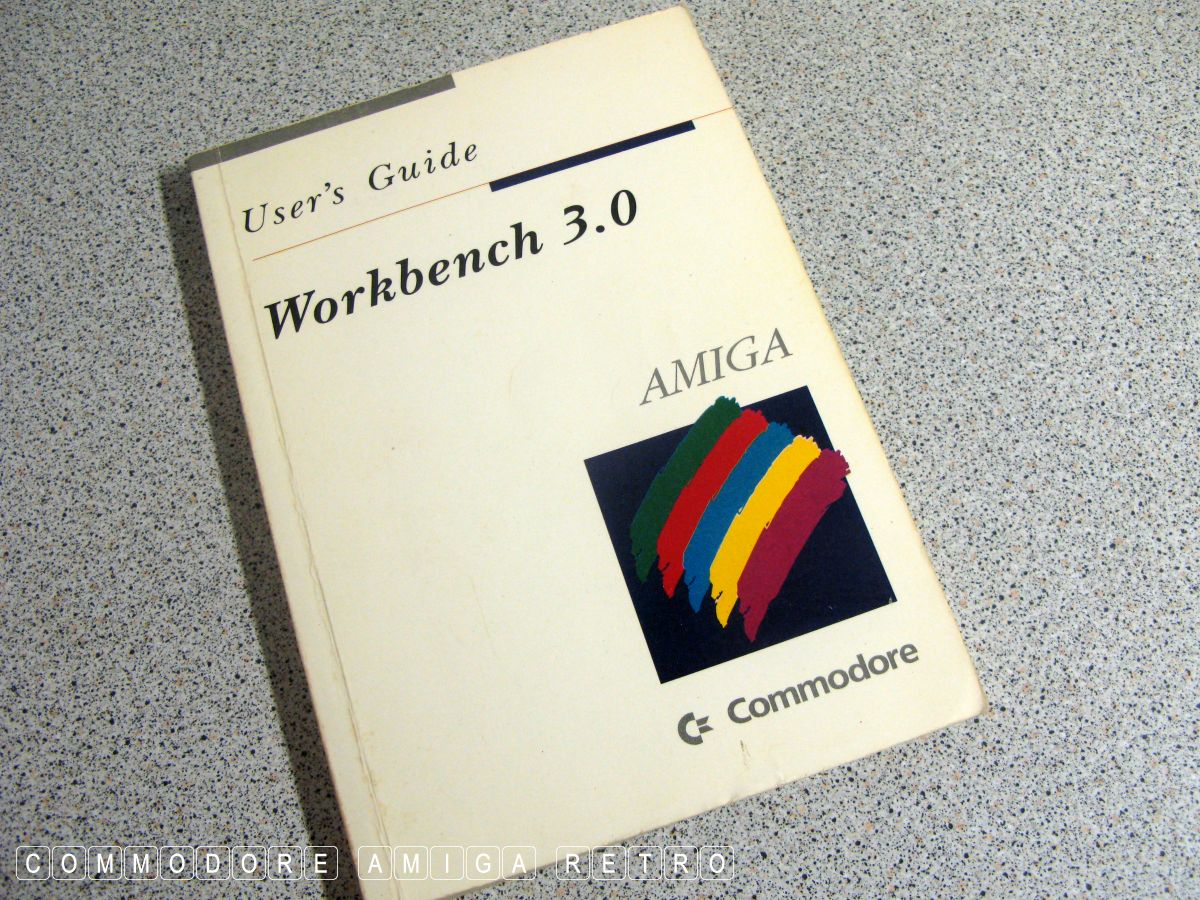 User's Guide
Workbench 3.0
AMIGA
Commodore
COMMODORE AMIGA RETRO